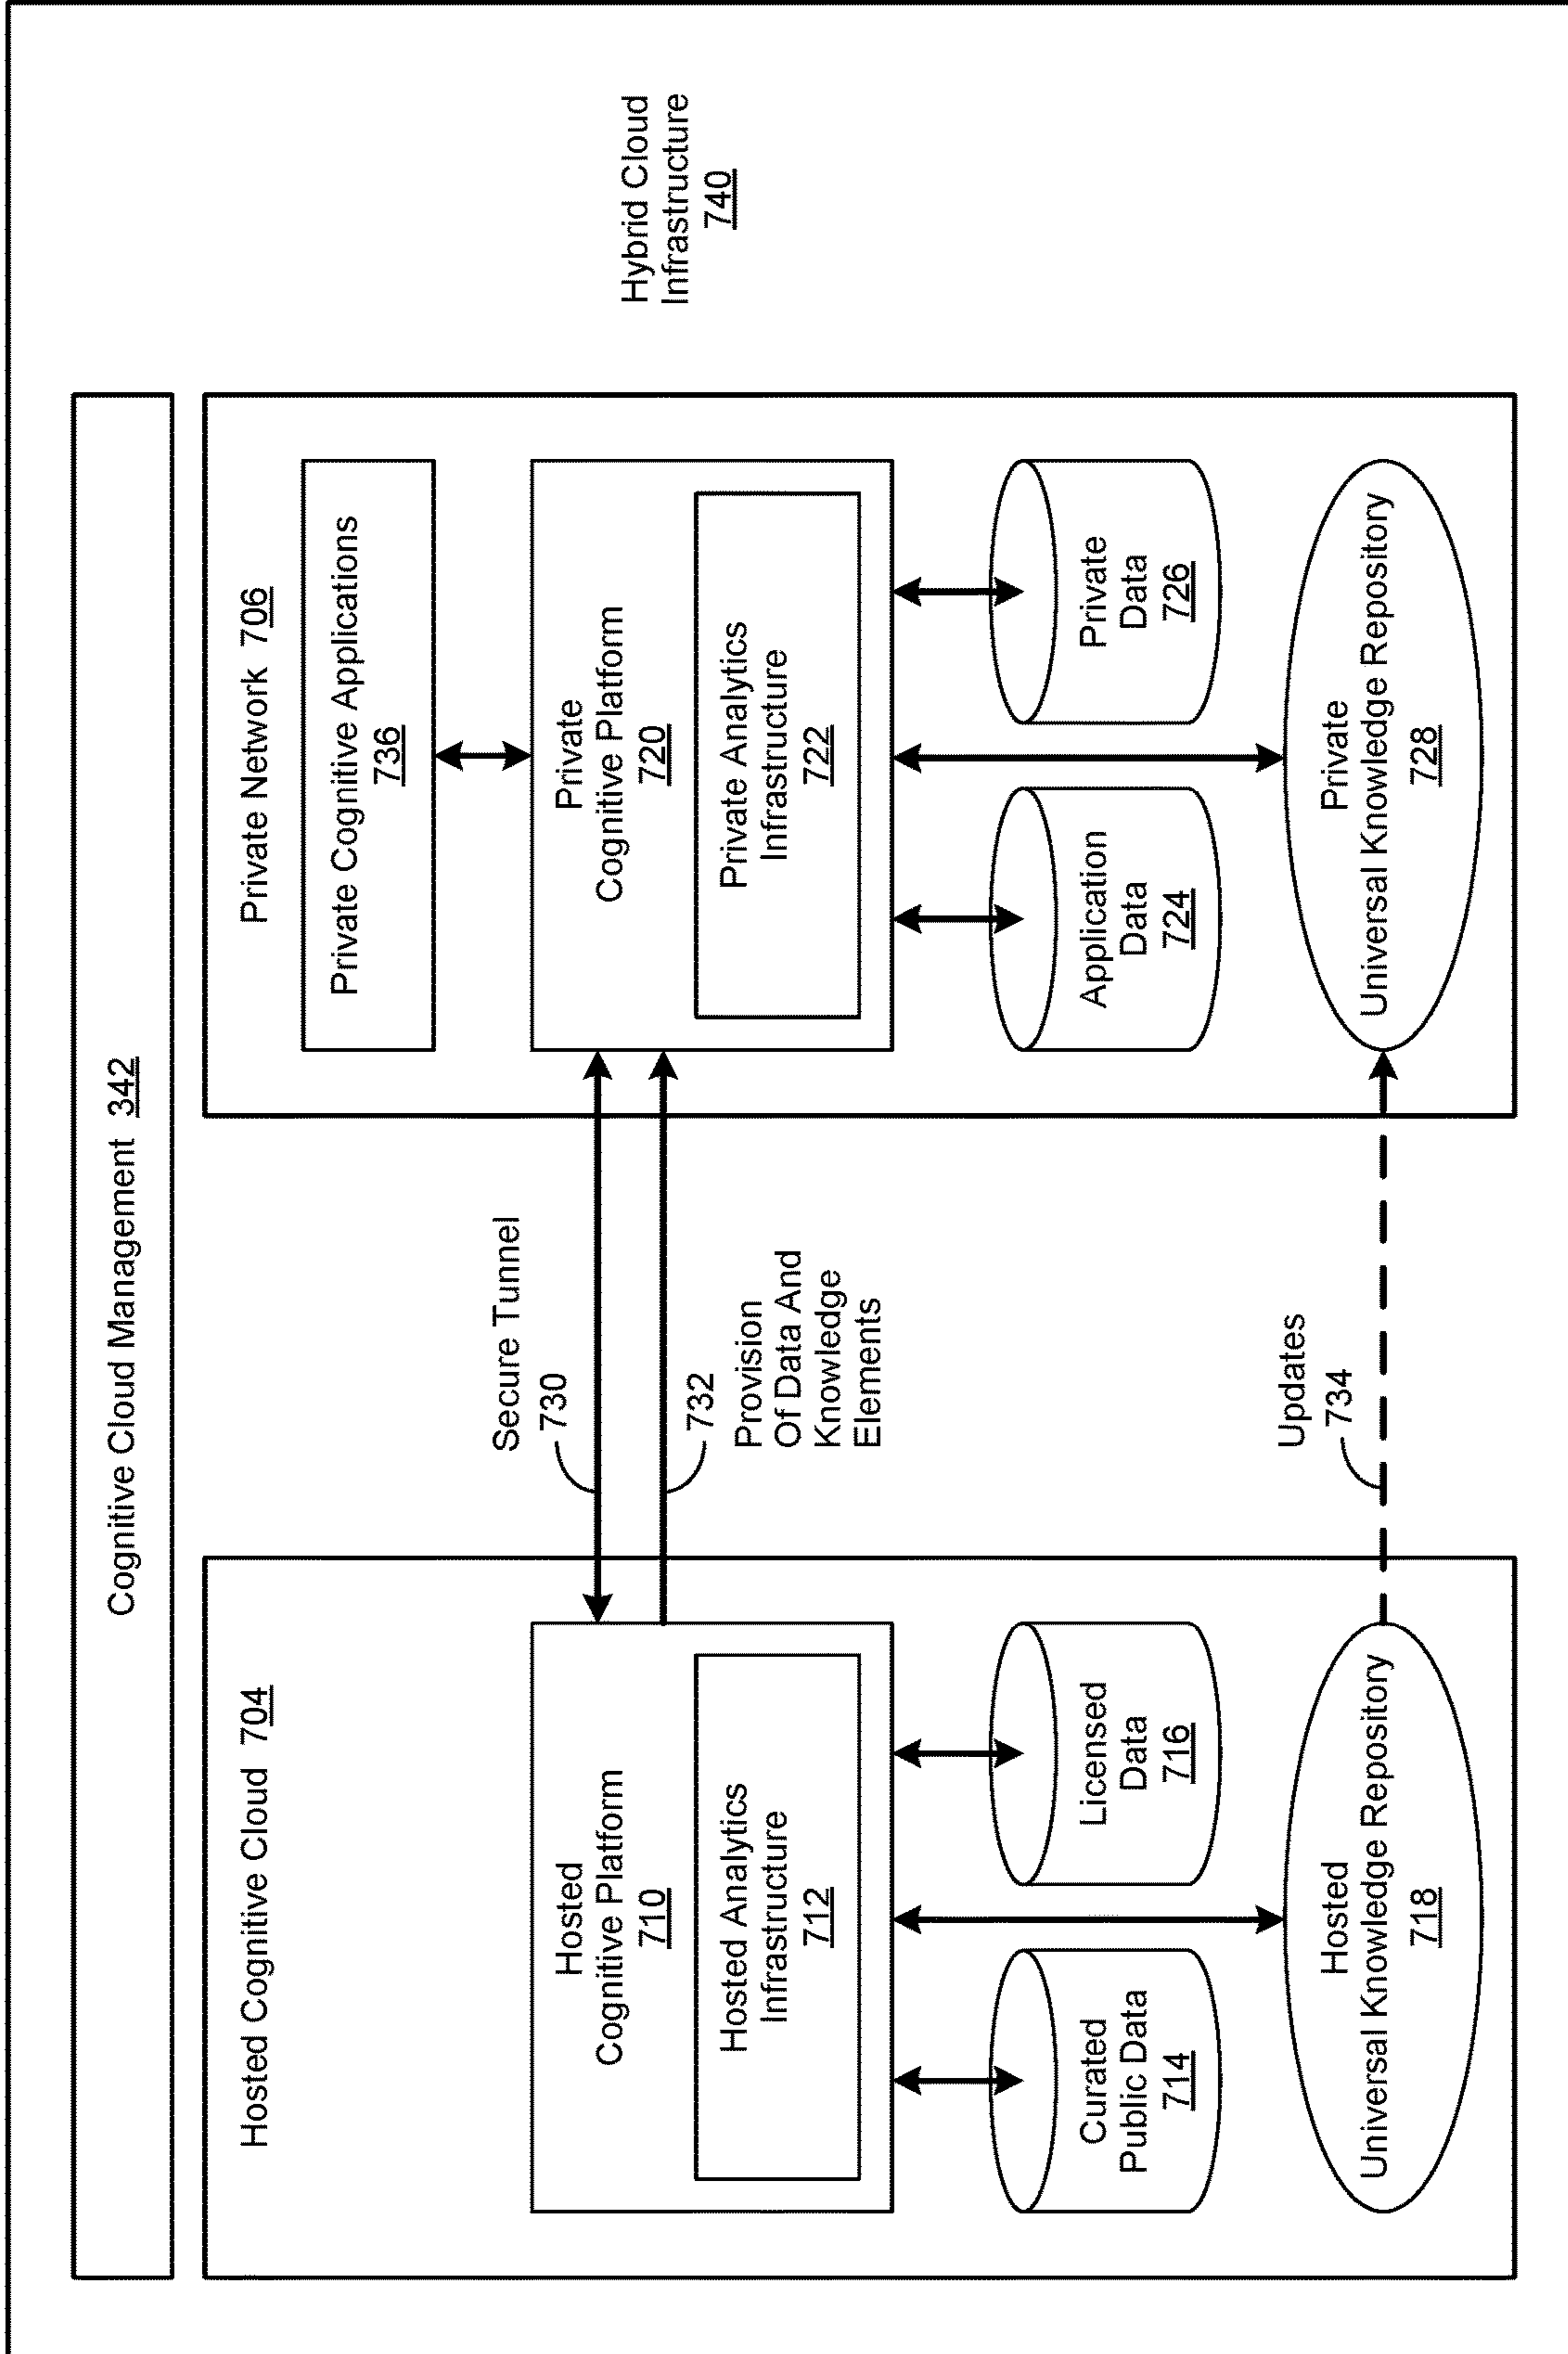 Cognitive Cloud Management 342
Hosted Cognitive Cloud 704
Hosted
Cognitive Platform
710
Hosted Analytics
Infrastructure
712
Curated
Public Data
714
Licensed
Data
716
Hosted
Universal Knowledge Repository
718
Secure Tunnel
730
732
Provision
Of Data And
Knowledge
Elements
Updates
734
Private Network 706
Private Cognitive Applications
736
Private
Cognitive Platform
720
Private Analytics
Infrastructure
722
Application
Data
724
Private
Data
726
Private
Universal Knowledge Repository
728
Hybrid Cloud
Infrastructure
740